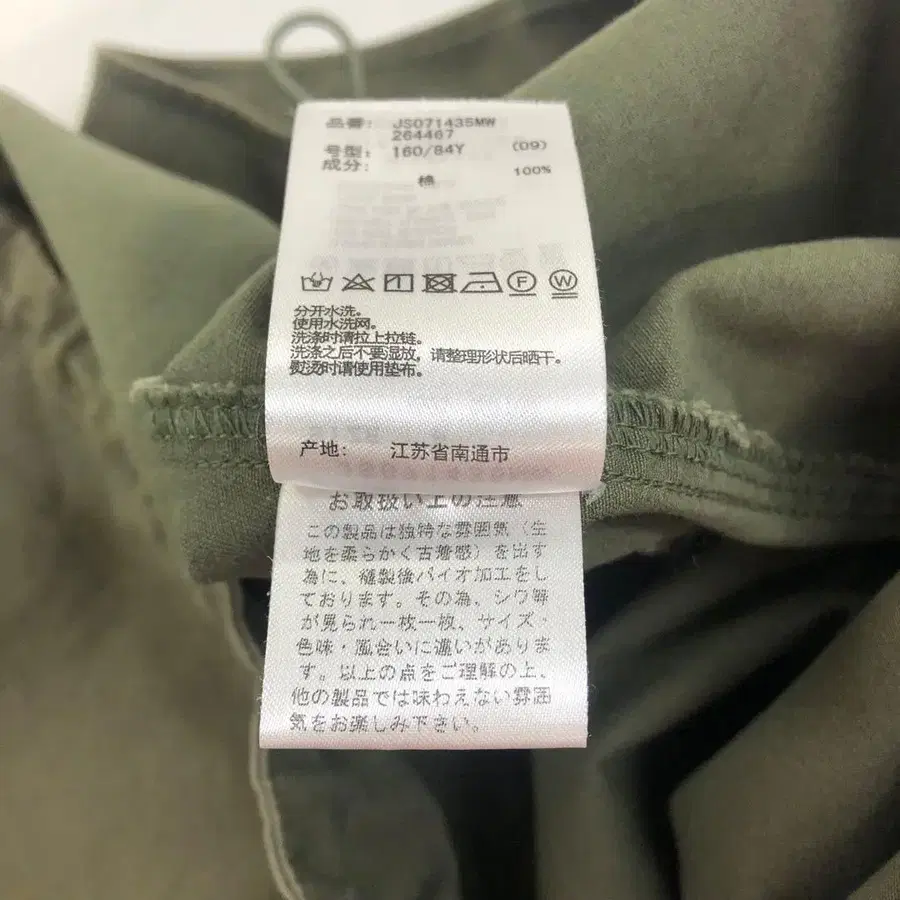 品番: JS071435MW
264467
号型: 160/84Y (09)
成分: 100%
棉
F W
分开水洗。
使用水洗网。
洗涤时请拉上拉链。
洗涤之后不要湿放，请整理形状后晒干。
熨烫时请使用垫布。
产地: 江苏省南通市
お取扱い上の注意
この製品は独特な雰囲気（生
地を柔らかく古着感）を出す
為に、縫製後バイオ加工をし
ております。その為、シワ等
が見られ一枚一枚、サイズ・
色味・風合いに違いがありま
す。以上の点をご理解の上、
他の製品では味わえない雰囲
気をお楽しみ下さい。